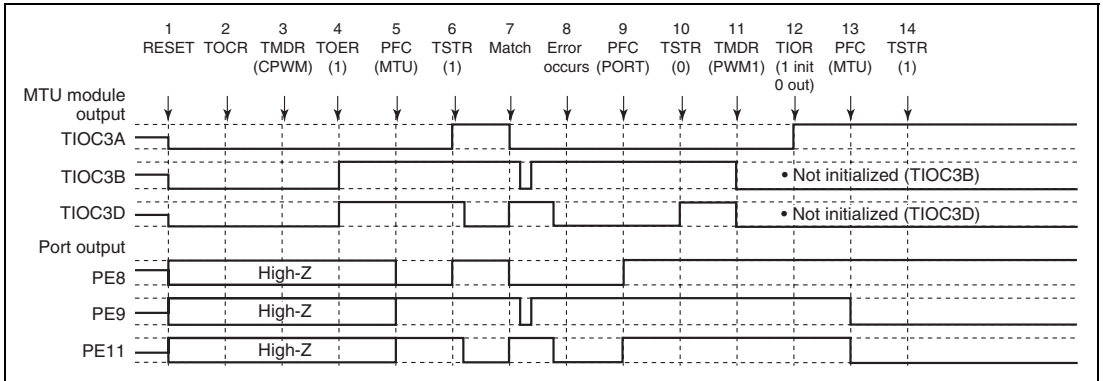 1 2 3 4 5 6 7 8 9 10 11 12 13 14
RESET TOCR TMDR TOER PFC TSTR Match Error PFC TSTR TMDR TIOR PFC TSTR
(CPWM) (1) (MTU) (1) occurs (PORT) (0) (PWM1) (1 init (MTU) (1)
0 out)
MTU module
output
TIOC3A
TIOC3B • Not initialized (TIOC3B)
TIOC3D • Not initialized (TIOC3D)
Port output
PE8 High-Z
PE9 High-Z
PE11 High-Z